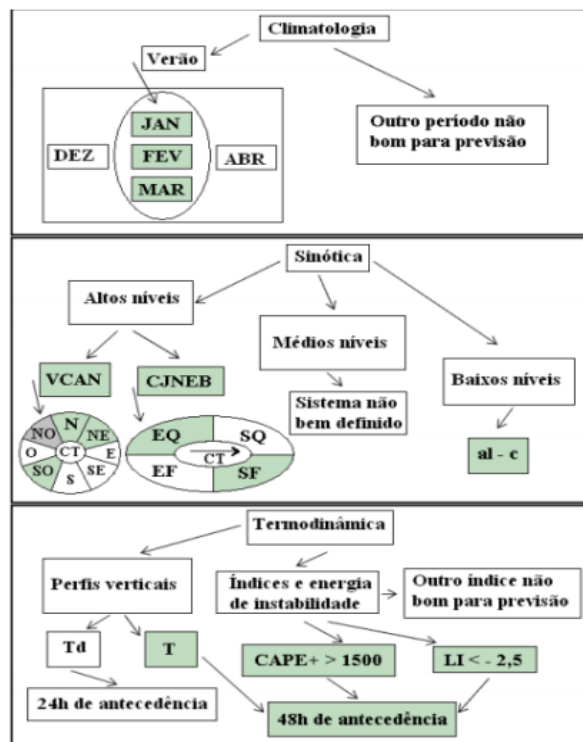 Climatologia
Verão
JAN
FEV
MAR
DEZ
ABR
Outro período não
bom para previsão
Sinótica
Altos níveis
Médios níveis
Baixos níveis
VCAN
CJNEB
Sistema não
bem definido
al - c
N
NO
NE
O
CT
E
SO
SE
S
EQ
SQ
CT
EF
SF
Termodinâmica
Perfis verticais
Índices e energia
de instabilidade
Outro índice não
bom para previsão
Td
T
CAPE+ > 1500
LI < - 2,5
24h de antecedência
48h de antecedência